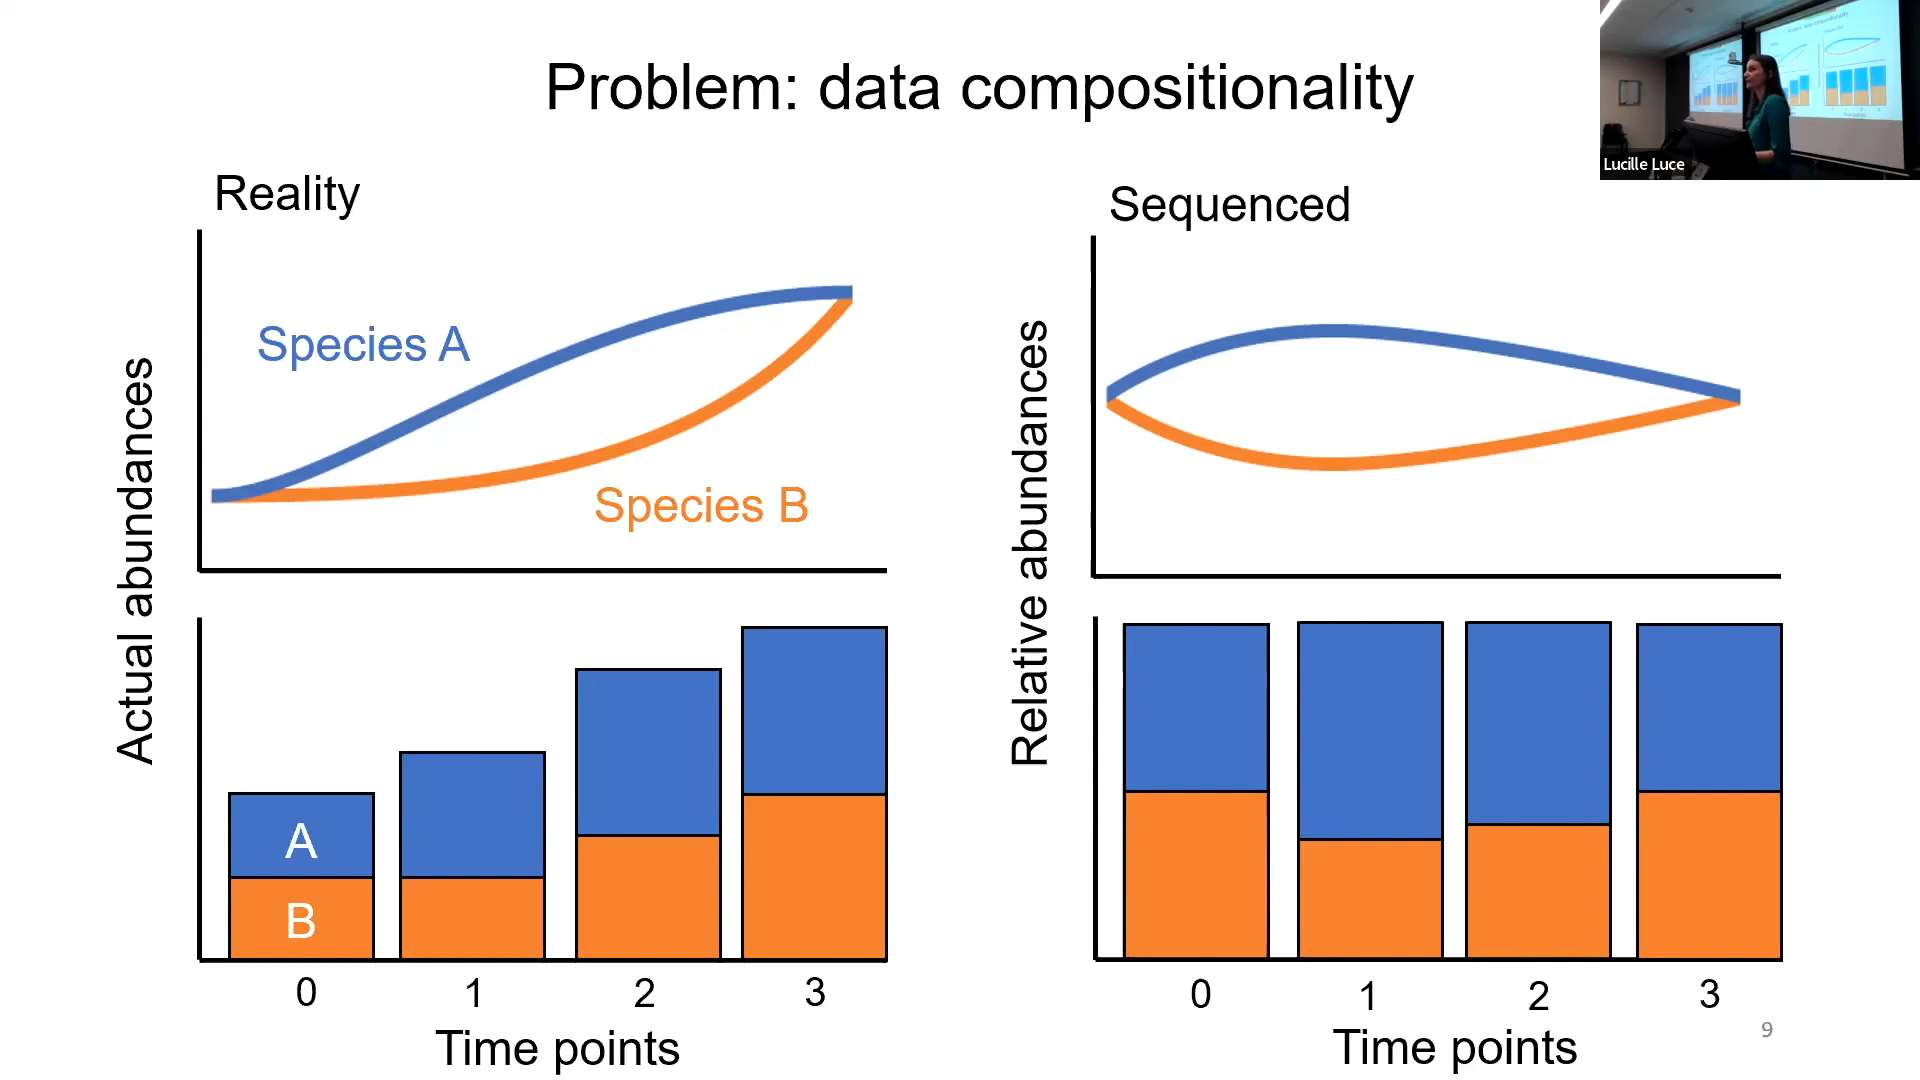 Problem: data compositionality
Lucille Luce
Reality
Sequenced
Actual abundances
Species A
Species B
Relative abundances
A
B
0 1 2 3
Time points
0 1 2 3
Time points
9